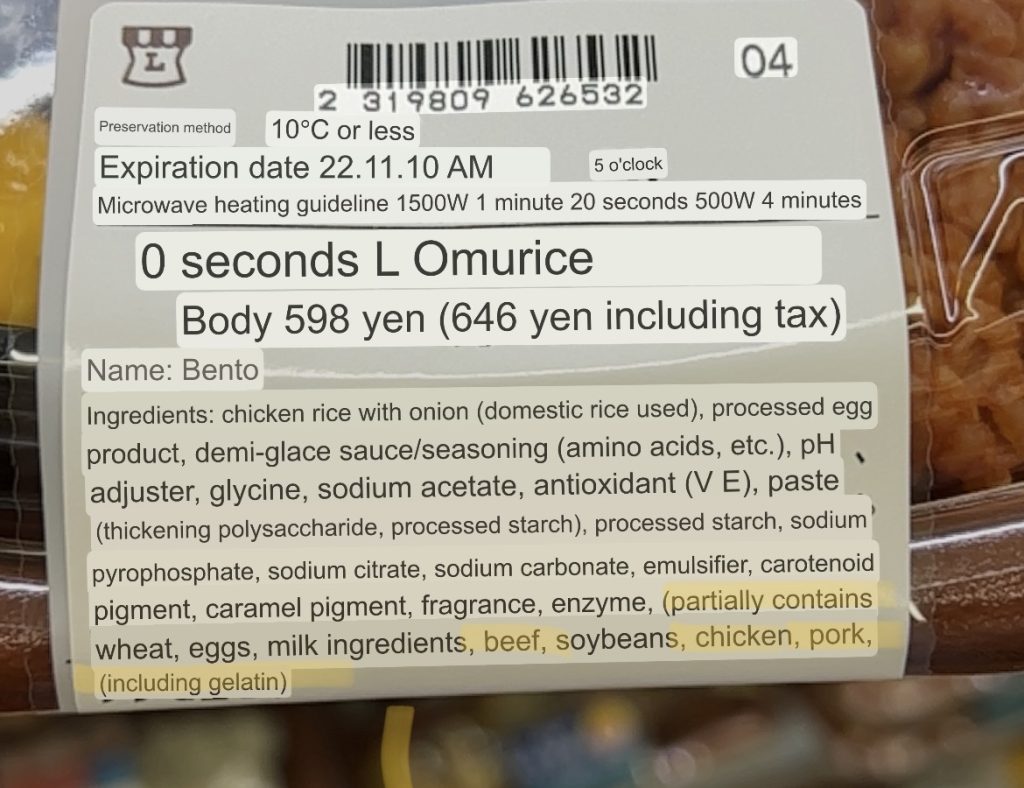 L
04
2 319809 626532
Preservation method 10°C or less
Expiration date 22.11.10 AM 5 o'clock
Microwave heating guideline 1500W 1 minute 20 seconds 500W 4 minutes
0 seconds L Omurice
Body 598 yen (646 yen including tax)
Name: Bento
Ingredients: chicken rice with onion (domestic rice used), processed egg
product, demi-glace sauce/seasoning (amino acids, etc.), pH
adjuster, glycine, sodium acetate, antioxidant (V E), paste
(thickening polysaccharide, processed starch), processed starch, sodium
pyrophosphate, sodium citrate, sodium carbonate, emulsifier, carotenoid
pigment, caramel pigment, fragrance, enzyme, (partially contains
wheat, eggs, milk ingredients, beef, soybeans, chicken, pork,
(including gelatin)